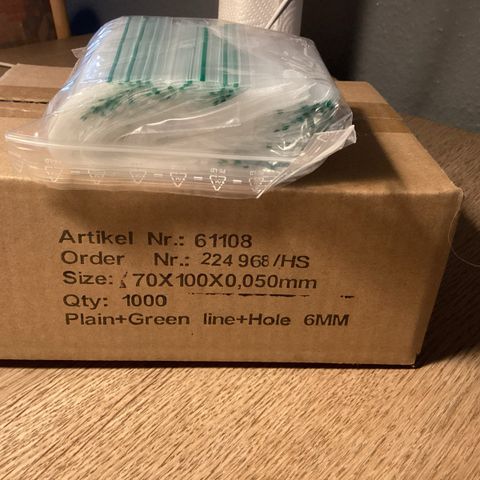 Artikel Nr.: 61108
Order Nr.: 224 968/HS
Size: 70X100X0,050mm
Qty: 1000
Plain+Green line+Hole 6MM